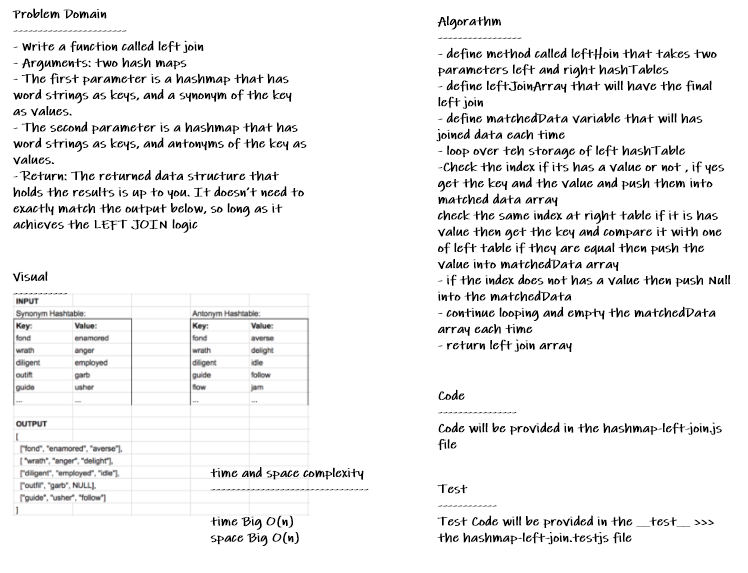 Problem Domain
-----------------------
- Write a function called left join
- Arguments: two hash maps
- The first parameter is a hashmap that has
word strings as keys, and a synonym of the key
as values.
- The second parameter is a hashmap that has
word strings as keys, and antonyms of the key as
values.
- Return: The returned data structure that
holds the results is up to you. It doesn't need to
exactly match the output below, so long as it
achieves the LEFT JOIN logic
Visual
-----------
INPUT
Synonym Hashtable: Antonym Hashtable:
Key: Value: Key: Value:
fond enamored fond averse
wrath anger wrath delight
diligent employed diligent idle
outfit garb guide follow
guide usher flow jam
... ... ... ...
OUTPUT
[
["fond", "enamored", "averse"],
["wrath", "anger", "delight"],
["diligent", "employed", "idle"],
["outfit", "garb", NULL],
["guide", "usher", "follow"]
]
time and space complexity
--------------------------------
time Big O(n)
space Big O(n)
Algorathm
-----------------
- define method called leftHoin that takes two
parameters left and right hashTables
- define leftJoinArray that will have the final
left join
- define matchedData variable that will has
joined data each time
- loop over teh storage of left hashTable
-Check the index if its has a value or not , if yes
get the key and the value and push them into
matched data array
check the same index at right table if it is has
value then get the key and compare it with one
of left table if they are equal then push the
value into matchedData array
- if the index does not has a value then push Null
into the matchedData
- continue looping and empty the matchedData
array each time
- return left join array
Code
----------------
Code will be provided in the hashmap-left-join.js
file
Test
------------
Test Code will be provided in the __test__ >>>
the hashmap-left-join.testjs file